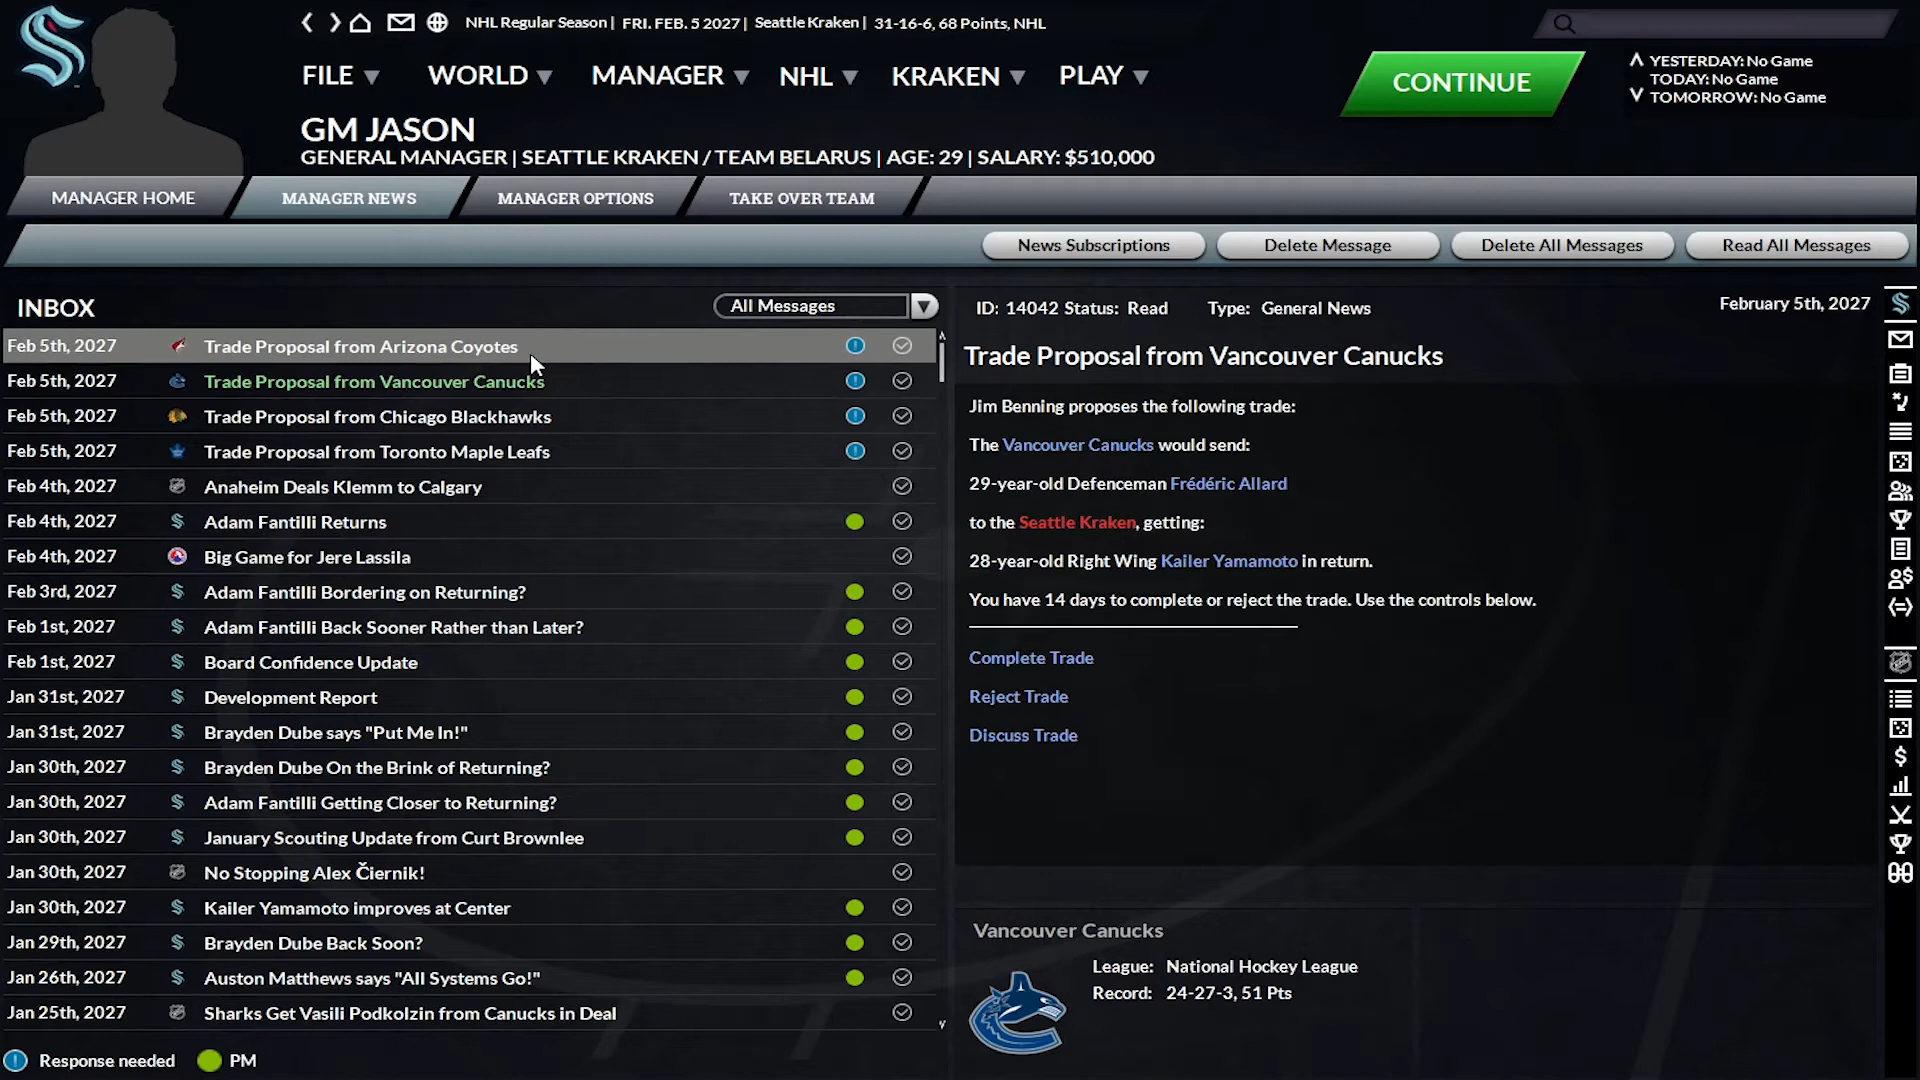 NHL Regular Season | FRI. FEB. 5 2027 | Seattle Kraken | 31-16-6, 68 Points, NHL
FILE WORLD MANAGER NHL KRAKEN PLAY
CONTINUE
YESTERDAY: No Game
TODAY: No Game
TOMORROW: No Game
GM JASON
GENERAL MANAGER | SEATTLE KRAKEN / TEAM BELARUS | AGE: 29 | SALARY: $510,000
MANAGER HOME MANAGER NEWS MANAGER OPTIONS TAKE OVER TEAM
News Subscriptions Delete Message Delete All Messages Read All Messages
INBOX All Messages
Feb 5th, 2027 Trade Proposal from Arizona Coyotes
Feb 5th, 2027 Trade Proposal from Vancouver Canucks
Feb 5th, 2027 Trade Proposal from Chicago Blackhawks
Feb 5th, 2027 Trade Proposal from Toronto Maple Leafs
Feb 4th, 2027 Anaheim Deals Klemm to Calgary
Feb 4th, 2027 Adam Fantilli Returns
Feb 4th, 2027 Big Game for Jere Lassila
Feb 3rd, 2027 Adam Fantilli Bordering on Returning?
Feb 1st, 2027 Adam Fantilli Back Sooner Rather than Later?
Feb 1st, 2027 Board Confidence Update
Jan 31st, 2027 Development Report
Jan 31st, 2027 Brayden Dube says "Put Me In!"
Jan 30th, 2027 Brayden Dube On the Brink of Returning?
Jan 30th, 2027 Adam Fantilli Getting Closer to Returning?
Jan 30th, 2027 January Scouting Update from Curt Brownlee
Jan 30th, 2027 No Stopping Alex Čiernik!
Jan 30th, 2027 Kailer Yamamoto improves at Center
Jan 29th, 2027 Brayden Dube Back Soon?
Jan 26th, 2027 Auston Matthews says "All Systems Go!"
Jan 25th, 2027 Sharks Get Vasili Podkolzin from Canucks in Deal
Response needed PM
ID: 14042 Status: Read Type: General News February 5th, 2027
Trade Proposal from Vancouver Canucks
Jim Benning proposes the following trade:
The Vancouver Canucks would send:
29-year-old Defenceman Frédéric Allard
to the Seattle Kraken, getting:
28-year-old Right Wing Kailer Yamamoto in return.
You have 14 days to complete or reject the trade. Use the controls below.
Complete Trade
Reject Trade
Discuss Trade
Vancouver Canucks
League: National Hockey League
Record: 24-27-3, 51 Pts